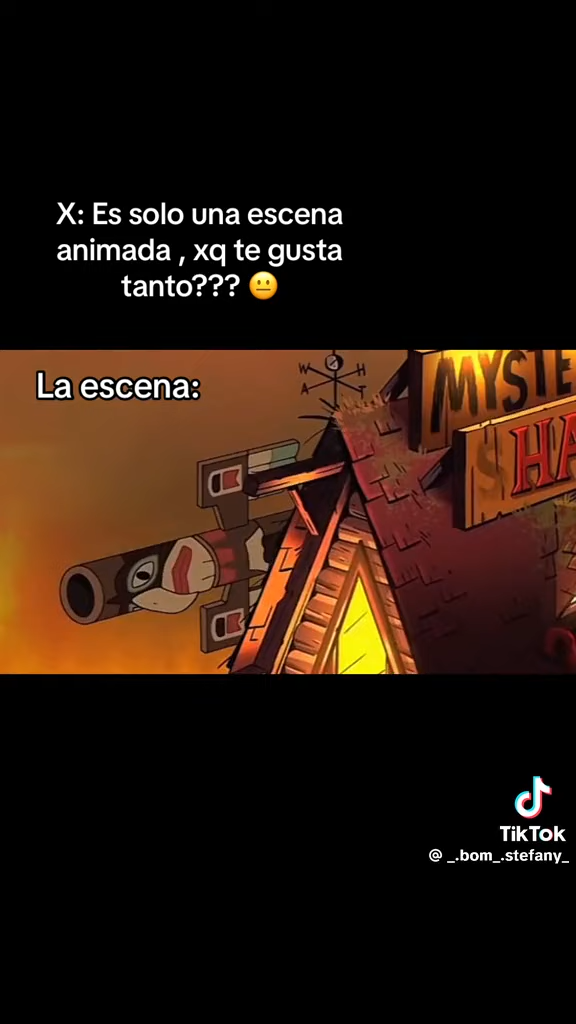 X: Es solo una escena
animada , xq te gusta
tanto??? 😐
La escena:
W H
A T
MYSTE
S HA
TikTok
@ _.bom_.stefany_